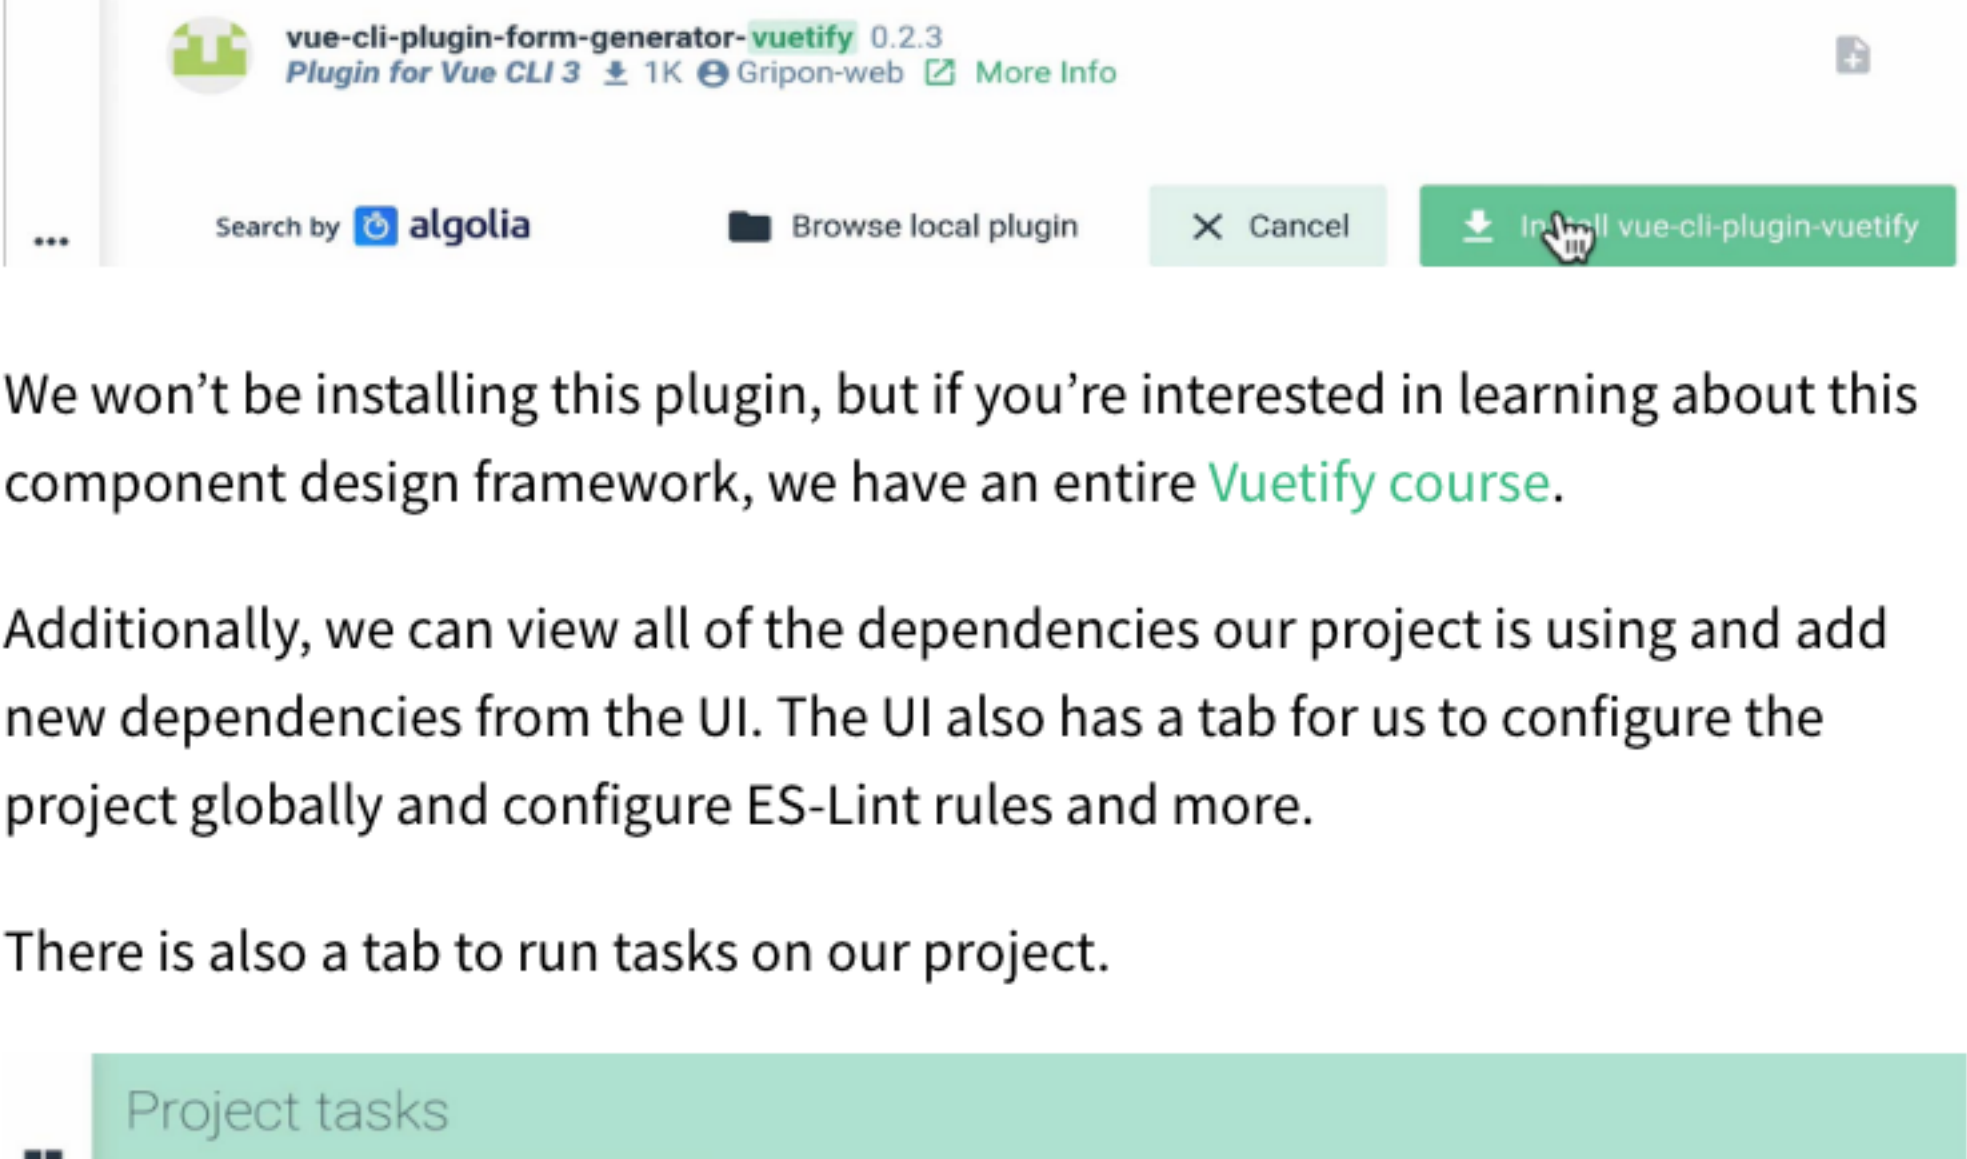 vue-cli-plugin-form-generator-vuetify 0.2.3
Plugin for Vue CLI 3 1K Gripon-web More Info
Search by algolia Browse local plugin Cancel vue-cli-plugin-vuetify
We won’t be installing this plugin, but if you’re interested in learning about this
component design framework, we have an entire Vuetify course.
Additionally, we can view all of the dependencies our project is using and add
new dependencies from the UI. The UI also has a tab for us to configure the
project globally and configure ES-Lint rules and more.
There is also a tab to run tasks on our project.
Project tasks